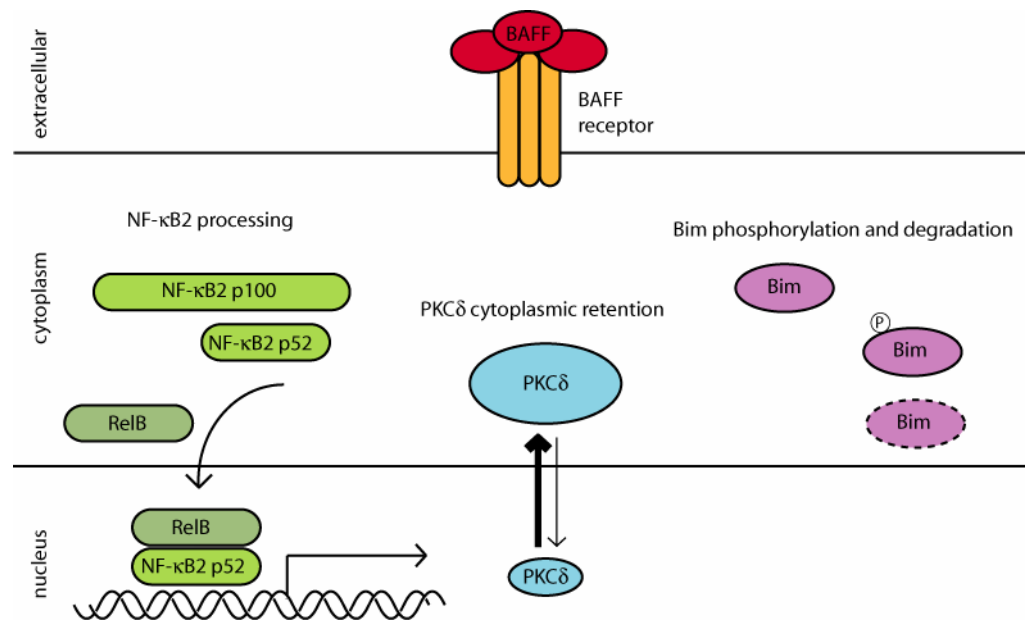 extracellular
BAFF
BAFF
receptor
cytoplasm
NF-κB2 processing
NF-κB2 p100
NF-κB2 p52
RelB
PKCδ cytoplasmic retention
PKCδ
Bim phosphorylation and degradation
Bim
P
Bim
Bim
nucleus
RelB
NF-κB2 p52
PKCδ